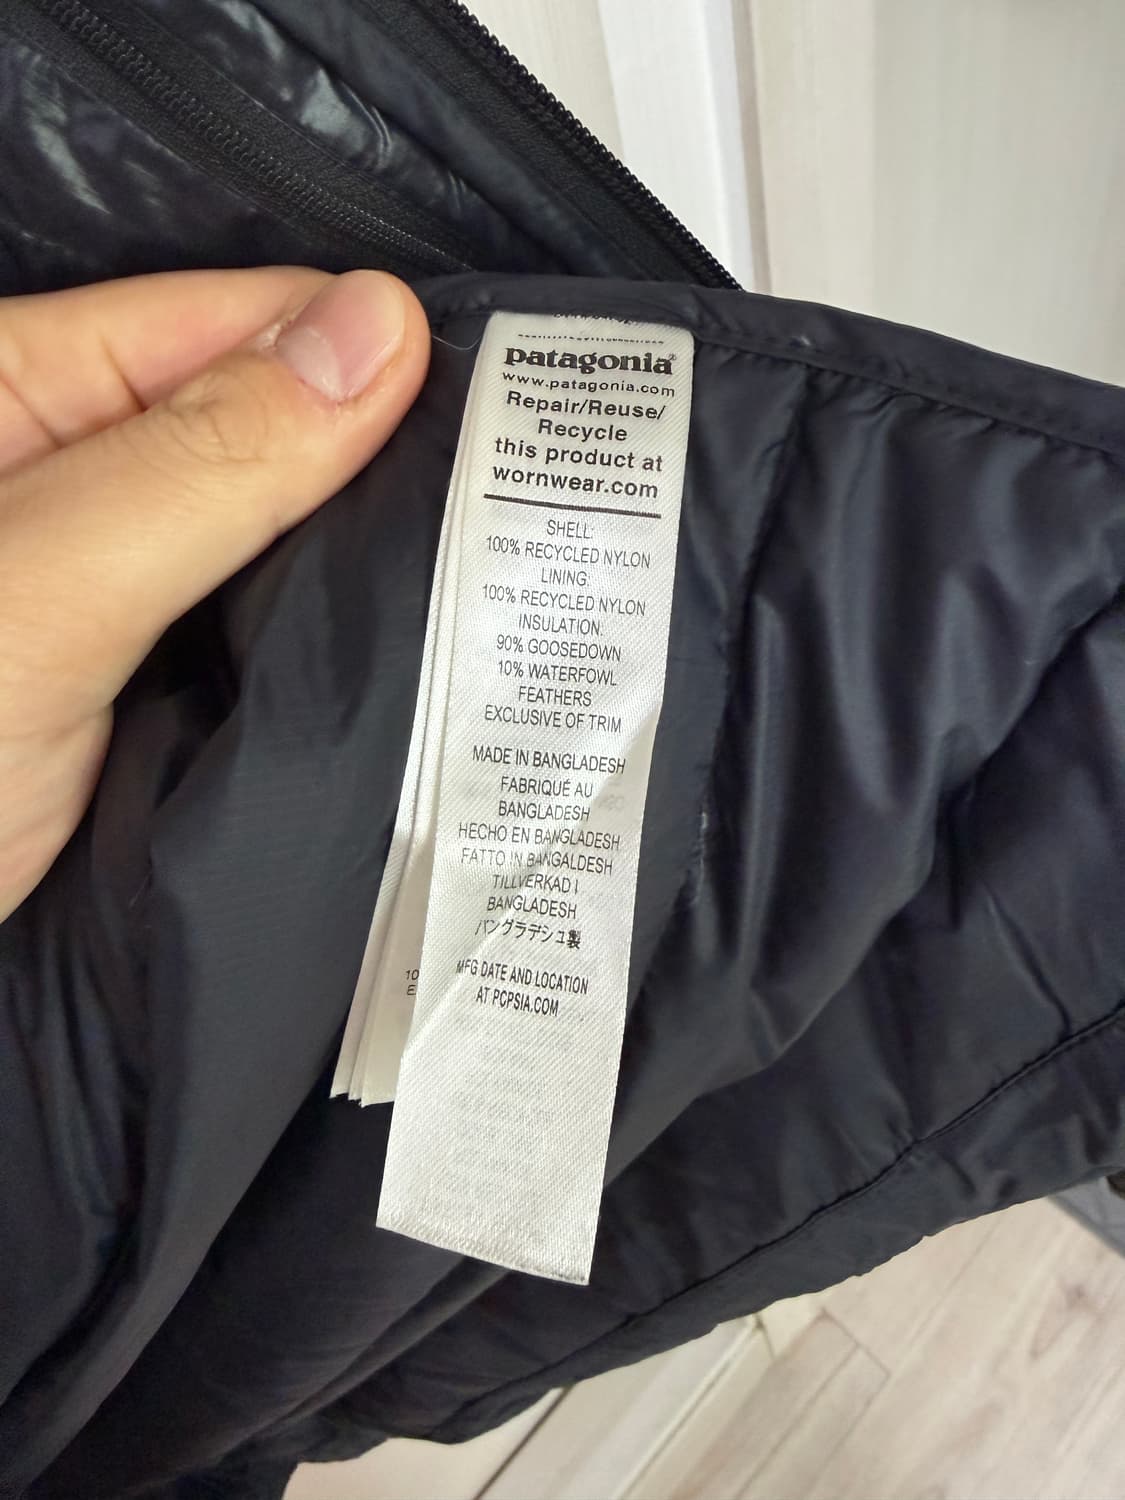 patagonia®
www.patagonia.com
Repair/Reuse/
Recycle
this product at
wornwear.com
SHELL:
100% RECYCLED NYLON
LINING:
100% RECYCLED NYLON
INSULATION:
90% GOOSEDOWN
10% WATERFOWL
FEATHERS
EXCLUSIVE OF TRIM
MADE IN BANGLADESH
FABRIQUÉ AU
BANGLADESH
HECHO EN BANGLADESH
FATTO IN BANGALDESH
TILLVERKAD I
BANGLADESH
バングラデシュ製
MFG DATE AND LOCATION
AT PCPSIA.COM
10
E